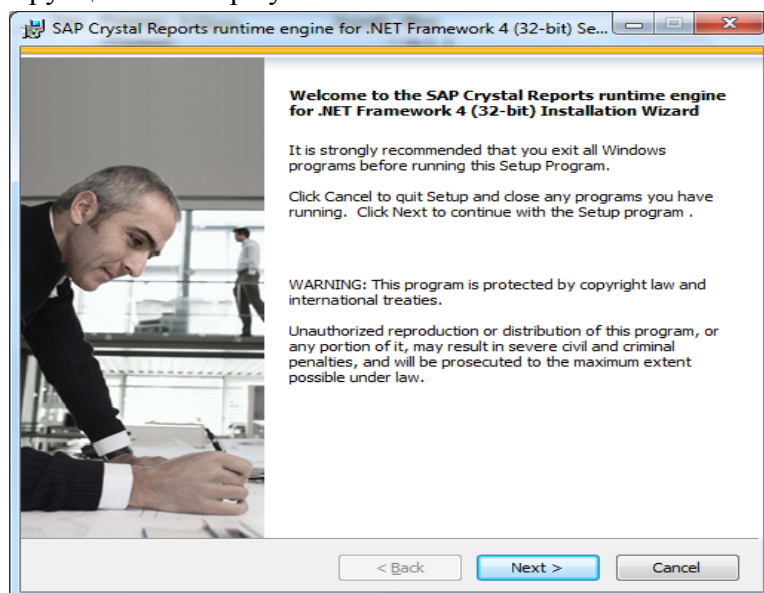 SAP Crystal Reports runtime engine for .NET Framework 4 (32-bit) Se...
Welcome to the SAP Crystal Reports runtime engine
for .NET Framework 4 (32-bit) Installation Wizard
It is strongly recommended that you exit all Windows
programs before running this Setup Program.
Click Cancel to quit Setup and close any programs you have
running. Click Next to continue with the Setup program .
WARNING: This program is protected by copyright law and
international treaties.
Unauthorized reproduction or distribution of this program, or
any portion of it, may result in severe civil and criminal
penalties, and will be prosecuted to the maximum extent
possible under law.
< Back
Next >
Cancel